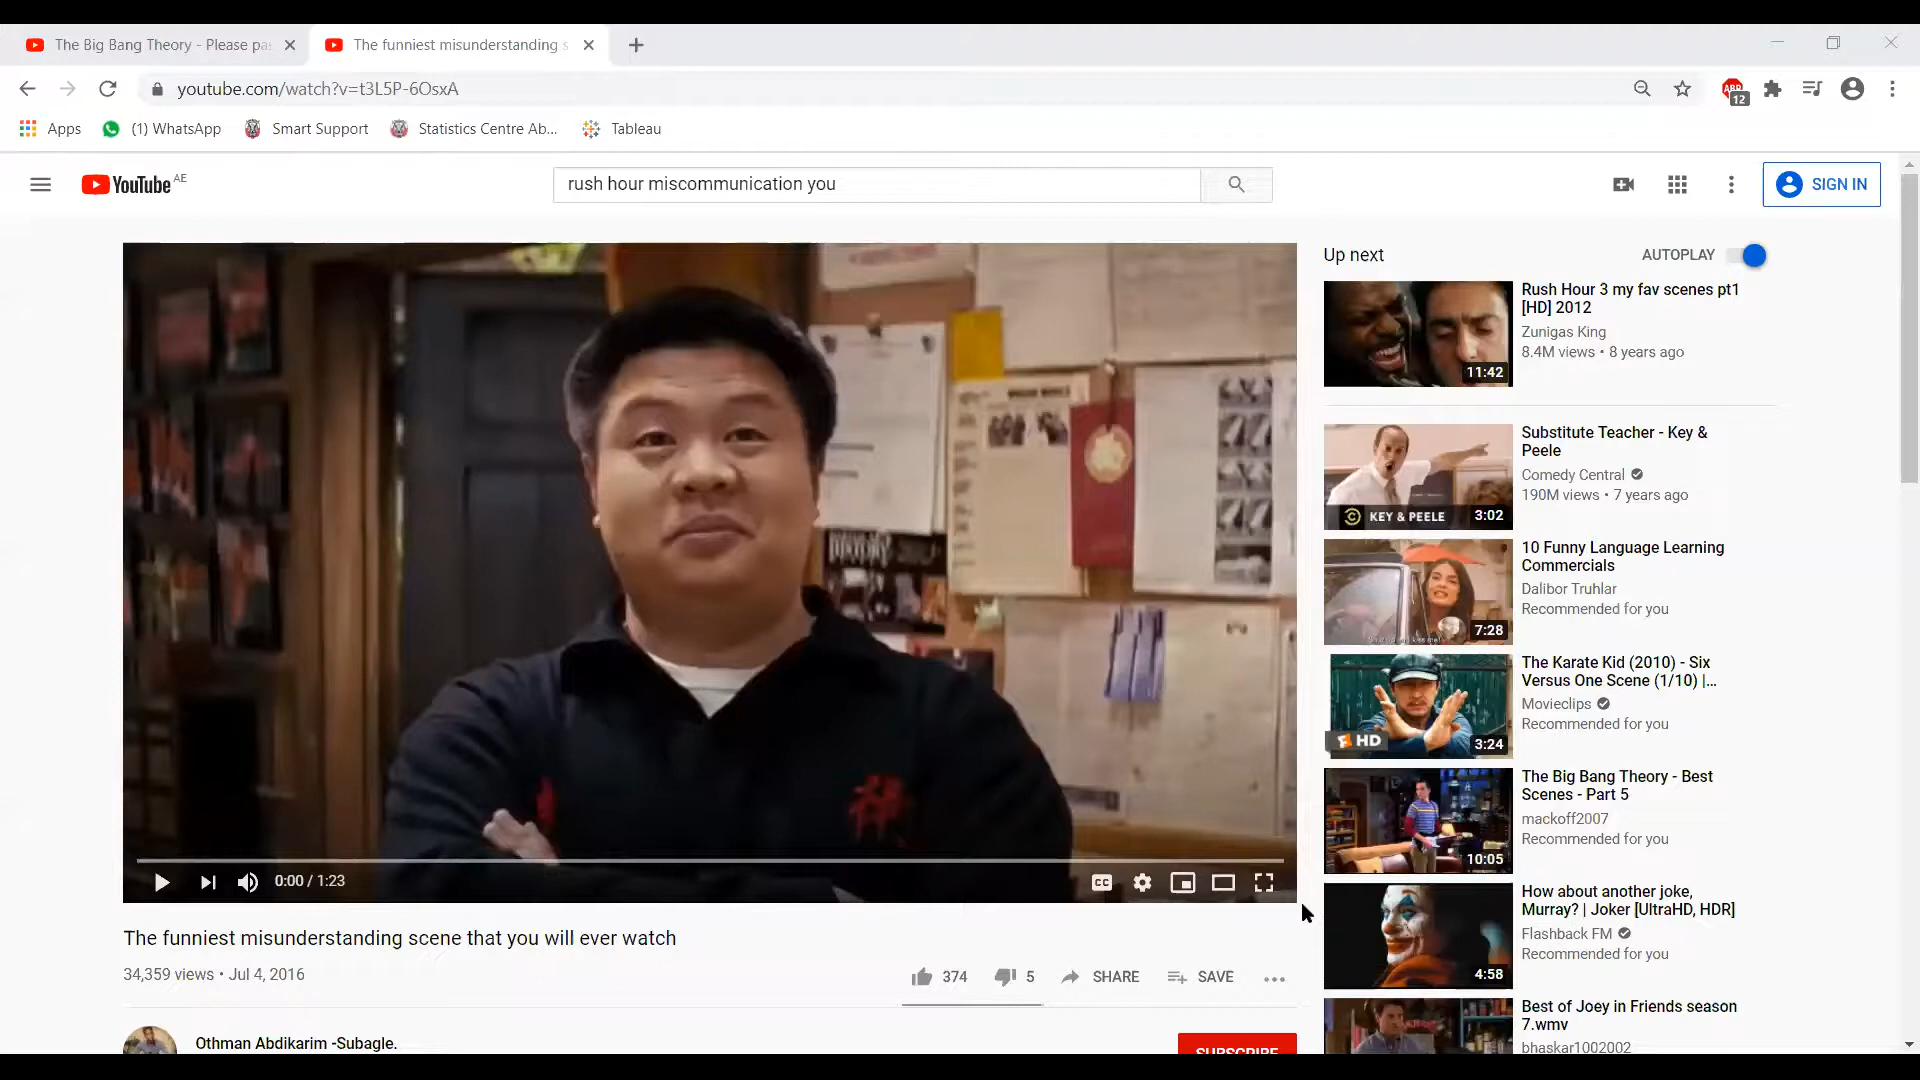 The Big Bang Theory - Please pa
The funniest misunderstanding s
youtube.com/watch?v=t3L5P-6OsxA
ABP
12
Apps
(1) WhatsApp
Smart Support
Statistics Centre Ab...
Tableau
YouTube AE
rush hour miscommunication you
SIGN IN
Up next
AUTOPLAY
Rush Hour 3 my fav scenes pt1
[HD] 2012
Zunigas King
8.4M views • 8 years ago
11:42
Substitute Teacher - Key &
Peele
Comedy Central
190M views • 7 years ago
KEY & PEELE
3:02
10 Funny Language Learning
Commercials
Dalibor Truhlar
Recommended for you
7:28
The Karate Kid (2010) - Six
Versus One Scene (1/10) |...
Movieclips
Recommended for you
HD
3:24
The Big Bang Theory - Best
Scenes - Part 5
mackoff2007
Recommended for you
10:05
How about another joke,
Murray? | Joker [UltraHD, HDR]
Flashback FM
Recommended for you
4:58
Best of Joey in Friends season
7.wmv
bhaskar1002002
0:00 / 1:23
CC
The funniest misunderstanding scene that you will ever watch
34,359 views • Jul 4, 2016
374
5
SHARE
SAVE
Othman Abdikarim -Subagle.
SUBSCRIBE